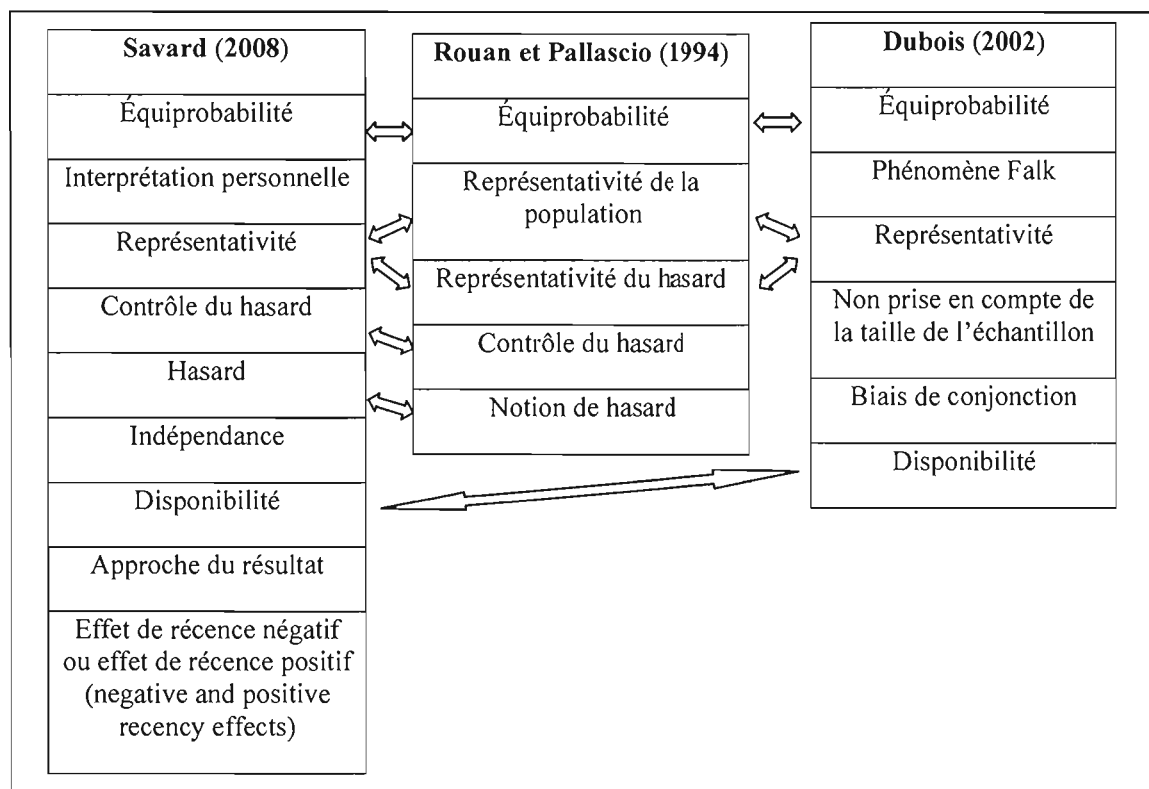 Savard (2008)
Équiprobabilité
Interprétation personnelle
Représentativité
Contrôle du hasard
Hasard
Indépendance
Disponibilité
Approche du résultat
Effet de récence négatif
ou effet de récence positif
(negative and positive
recency effects)
Rouan et Pallascio (1994)
Équiprobabilité
Représentativité de la
population
Représentativité du hasard
Contrôle du hasard
Notion de hasard
Dubois (2002)
Équiprobabilité
Phénomène Falk
Représentativité
Non prise en compte de
la taille de l'échantillon
Biais de conjonction
Disponibilité